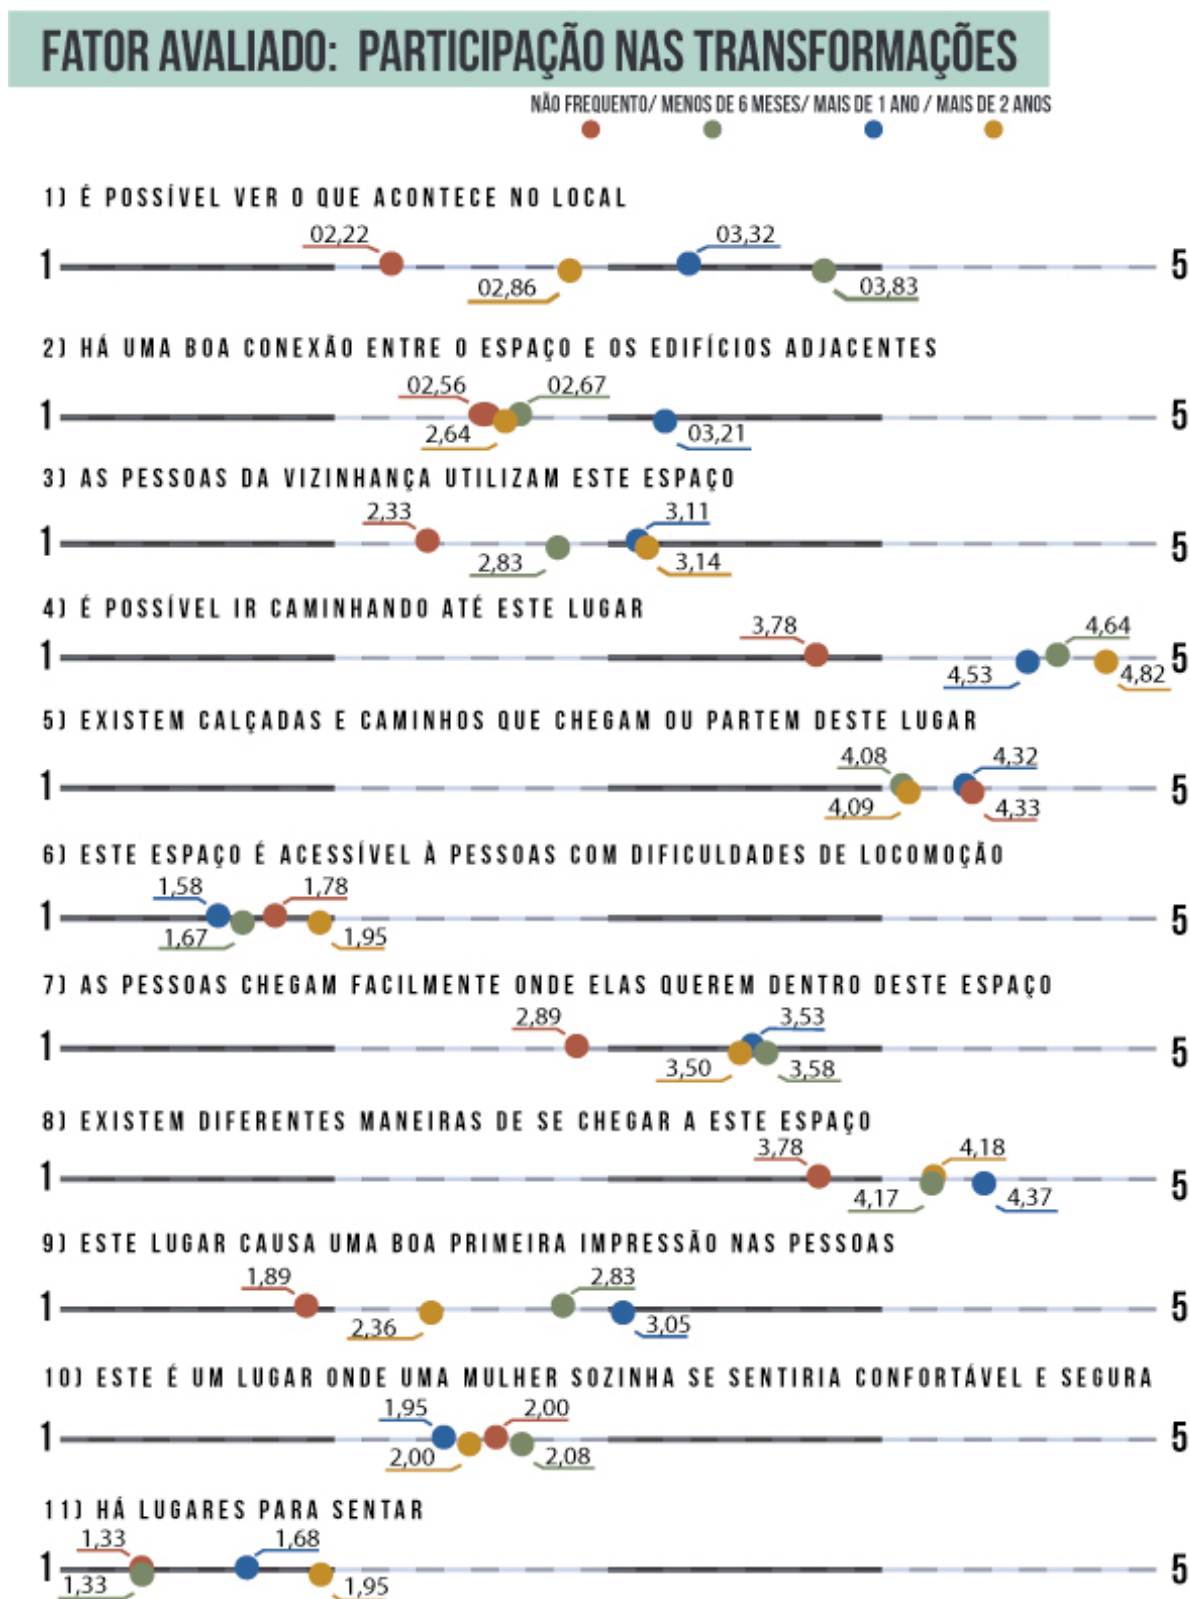 FATOR AVALIADO: PARTICIPAÇÃO NAS TRANSFORMAÇÕES
NÃO FREQUENTO/ MENOS DE 6 MESES/ MAIS DE 1 ANO / MAIS DE 2 ANOS
1) É POSSÍVEL VER O QUE ACONTECE NO LOCAL
02,22 03,32
1 5
02,86 03,83
2) HÁ UMA BOA CONEXÃO ENTRE O ESPAÇO E OS EDIFÍCIOS ADJACENTES
02,56 02,67
1 5
2,64 03,21
3) AS PESSOAS DA VIZINHANÇA UTILIZAM ESTE ESPAÇO
2,33 3,11
1 5
2,83 3,14
4) É POSSÍVEL IR CAMINHANDO ATÉ ESTE LUGAR
3,78 4,64
1 5
4,53 4,82
5) EXISTEM CALÇADAS E CAMINHOS QUE CHEGAM OU PARTEM DESTE LUGAR
4,08 4,32
1 5
4,09 4,33
6) ESTE ESPAÇO É ACESSÍVEL À PESSOAS COM DIFICULDADES DE LOCOMOÇÃO
1,58 1,78
1 5
1,67 1,95
7) AS PESSOAS CHEGAM FACILMENTE ONDE ELAS QUEREM DENTRO DESTE ESPAÇO
2,89 3,53
1 5
3,50 3,58
8) EXISTEM DIFERENTES MANEIRAS DE SE CHEGAR A ESTE ESPAÇO
3,78 4,18
1 5
4,17 4,37
9) ESTE LUGAR CAUSA UMA BOA PRIMEIRA IMPRESSÃO NAS PESSOAS
1,89 2,83
1 5
2,36 3,05
10) ESTE É UM LUGAR ONDE UMA MULHER SOZINHA SE SENTIRIA CONFORTÁVEL E SEGURA
1,95 2,00
1 5
2,00 2,08
11) HÁ LUGARES PARA SENTAR
1,33 1,68
1 5
1,33 1,95